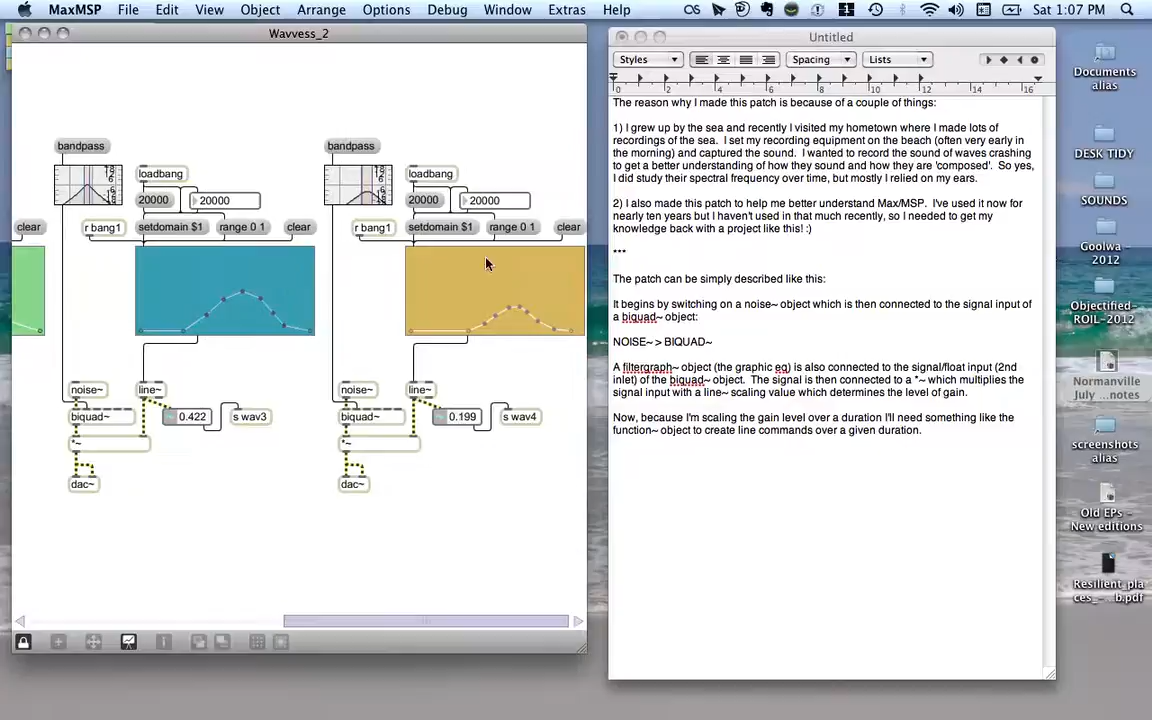 MaxMSP File Edit View Object Arrange Options Debug Window Extras Help
Sat 1:07 PM
Wavvess_2
bandpass
loadbang
20000
20000
clear
r bang1
setdomain $1
range 0 1
clear
noise~
line~
biquad~
0.422
s wav3
*~
dac~
bandpass
loadbang
20000
20000
r bang1
setdomain $1
range 0 1
clear
noise~
line~
biquad~
0.199
s wav4
*~
dac~
Untitled
Styles
Spacing
Lists
0 2 4 6 8 10 12 14 16
The reason why I made this patch is because of a couple of things:
1) I grew up by the sea and recently I visited my hometown where I made lots of
recordings of the sea. I set my recording equipment on the beach (often very early in
the morning) and captured the sound. I wanted to record the sound of waves crashing
to get a better understanding of how they sound and how they are 'composed'. So yes,
I did study their spectral frequency over time, but mostly I relied on my ears.
2) I also made this patch to help me better understand Max/MSP. I've used it now for
nearly ten years but I haven't used in that much recently, so I needed to get my
knowledge back with a project like this! :)
***
The patch can be simply described like this:
It begins by switching on a noise~ object which is then connected to the signal input of
a biquad~ object:
NOISE~ > BIQUAD~
A filtergraph~ object (the graphic eq) is also connected to the signal/float input (2nd
inlet) of the biquad~ object. The signal is then connected to a *~ which multiplies the
signal input with a line~ scaling value which determines the level of gain.
Now, because I'm scaling the gain level over a duration I'll need something like the
function~ object to create line commands over a given duration.
Documents
alias
DESK TIDY
SOUNDS
Goolwa -
2012
Objectified-
ROIL-2012
Normanville
July ...notes
screenshots
alias
Old EPs -
New editions
Resilient_pla
ces_-...b.pdf